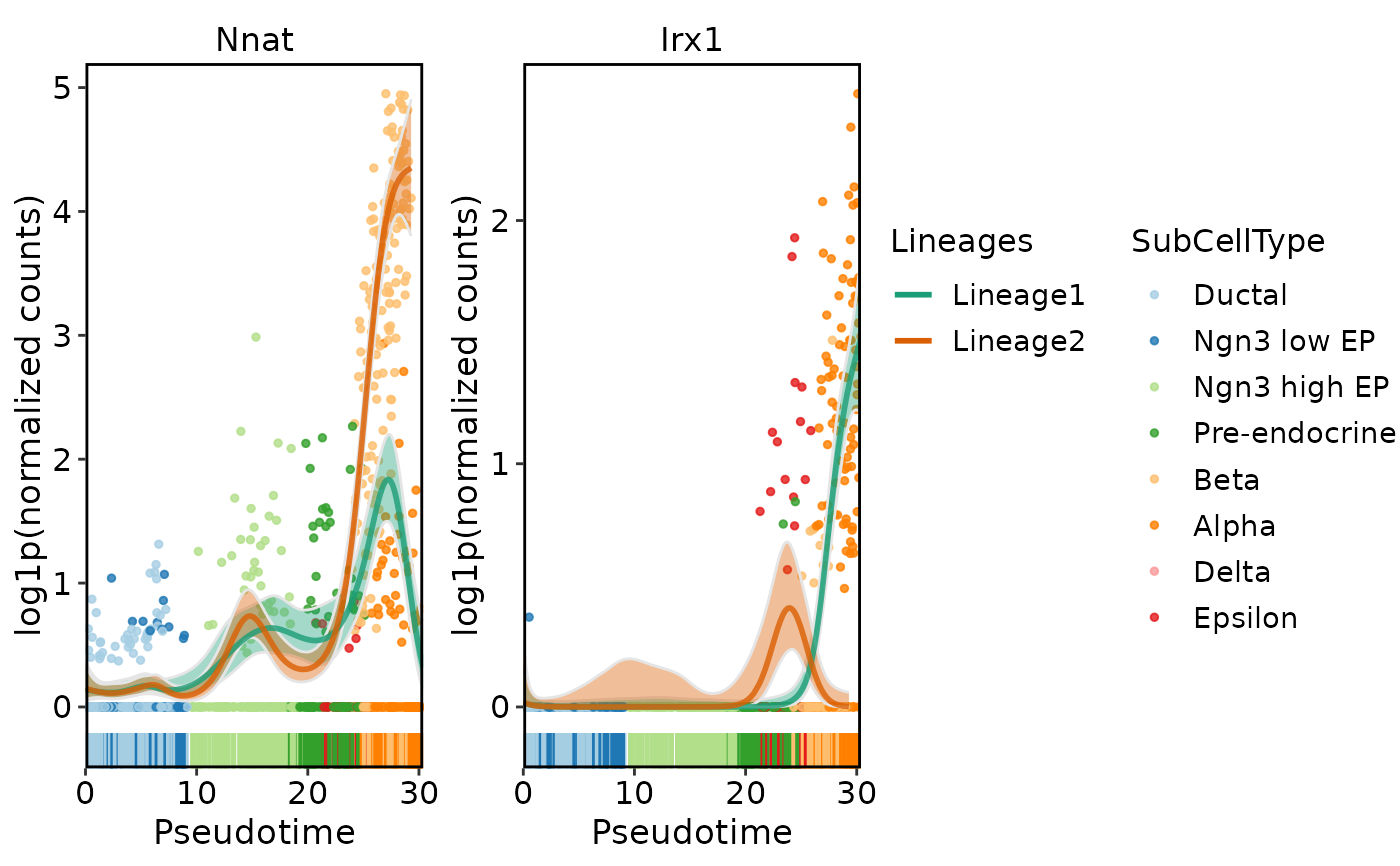 Nnat
Irx1
log1p(normalized counts)
5
4
3
2
1
0
0 10 20 30
Pseudotime
log1p(normalized counts)
2
1
0
0 10 20 30
Pseudotime
Lineages
Lineage1
Lineage2
SubCellType
Ductal
Ngn3 low EP
Ngn3 high EP
Pre-endocrine
Beta
Alpha
Delta
Epsilon